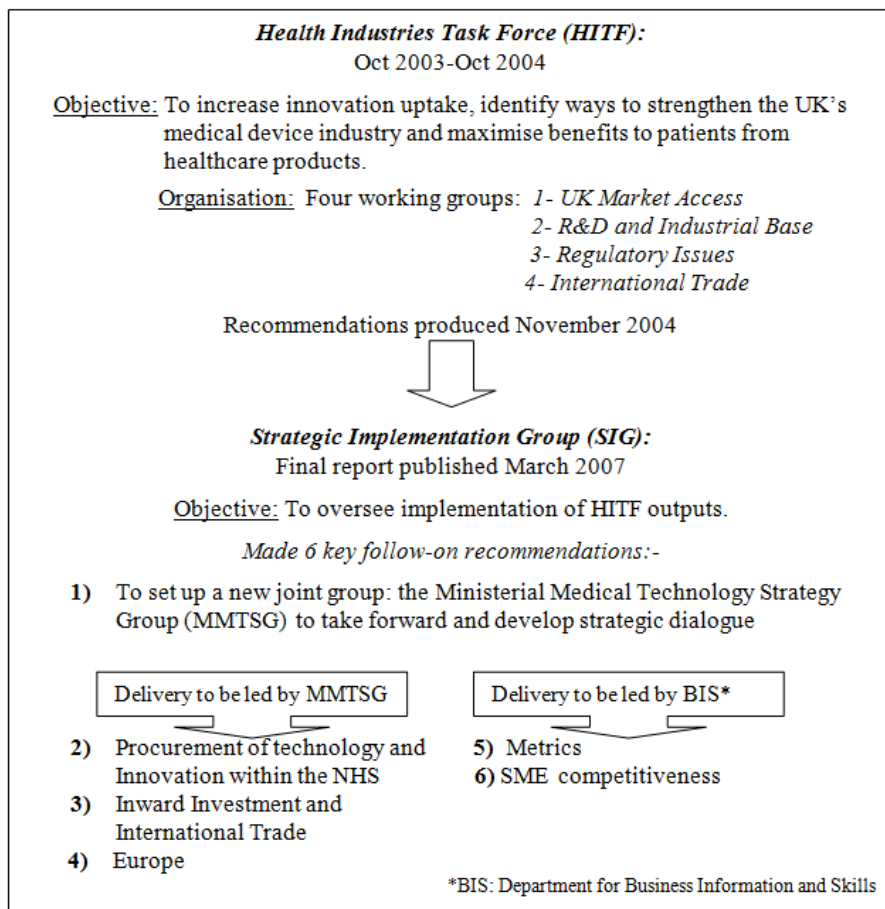 Health Industries Task Force (HITF):
Oct 2003-Oct 2004
Objective: To increase innovation uptake, identify ways to strengthen the UK's
medical device industry and maximise benefits to patients from
healthcare products.
Organisation: Four working groups: 1- UK Market Access
2- R&D and Industrial Base
3- Regulatory Issues
4- International Trade
Recommendations produced November 2004
Strategic Implementation Group (SIG):
Final report published March 2007
Objective: To oversee implementation of HITF outputs.
Made 6 key follow-on recommendations:-
1) To set up a new joint group: the Ministerial Medical Technology Strategy
Group (MMTSG) to take forward and develop strategic dialogue
Delivery to be led by MMTSG
2) Procurement of technology and
Innovation within the NHS
3) Inward Investment and
International Trade
4) Europe
Delivery to be led by BIS*
5) Metrics
6) SME competitiveness
*BIS: Department for Business Information and Skills